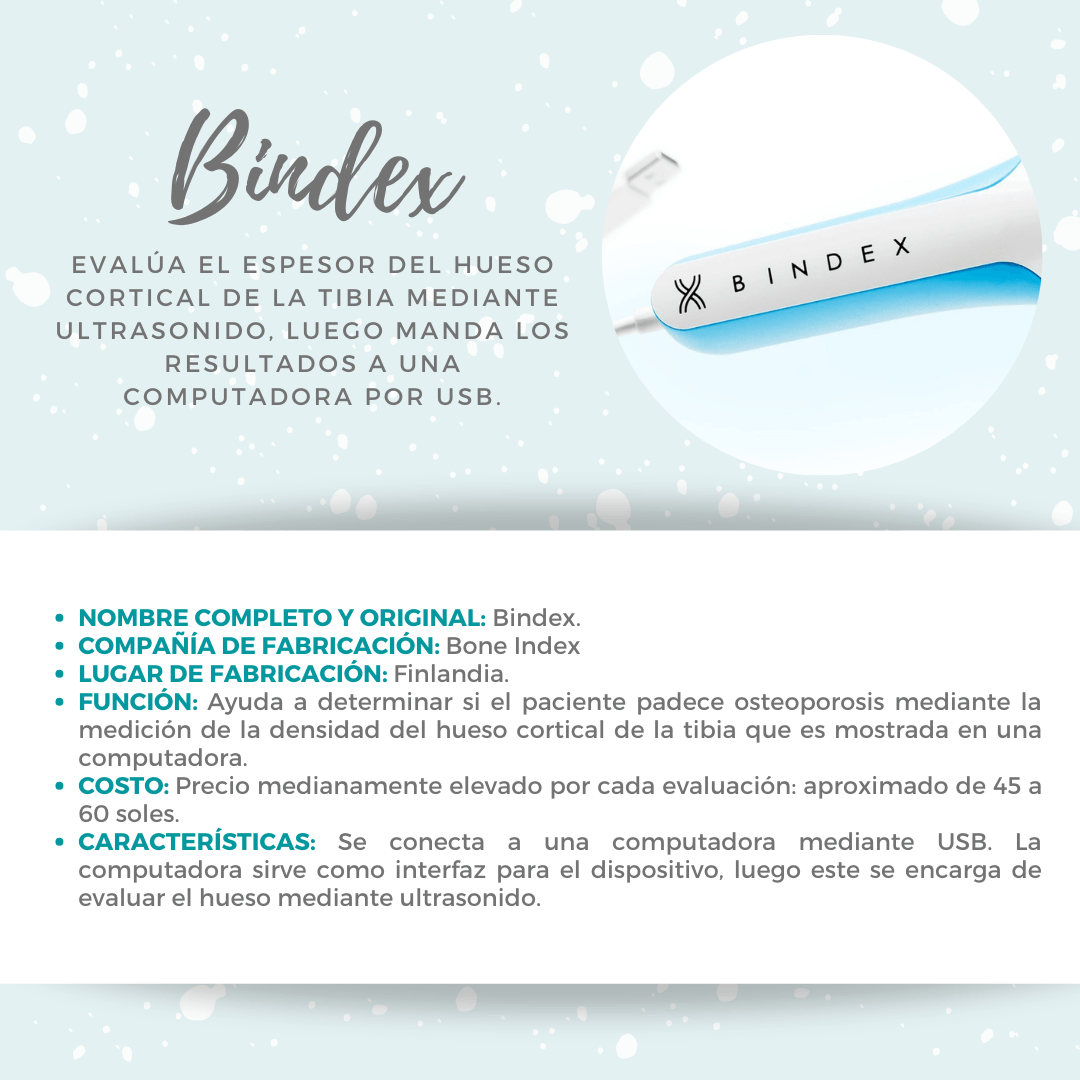 Bindex
EVALÚA EL ESPESOR DEL HUESO
CORTICAL DE LA TIBIA MEDIANTE
ULTRASONIDO, LUEGO MANDA LOS
RESULTADOS A UNA
COMPUTADORA POR USB.
BINDEX
• NOMBRE COMPLETO Y ORIGINAL: Bindex.
• COMPAÑÍA DE FABRICACIÓN: Bone Index
• LUGAR DE FABRICACIÓN: Finlandia.
• FUNCIÓN: Ayuda a determinar si el paciente padece osteoporosis mediante la
medición de la densidad del hueso cortical de la tibia que es mostrada en una
computadora.
• COSTO: Precio medianamente elevado por cada evaluación: aproximado de 45 a
60 soles.
• CARACTERÍSTICAS: Se conecta a una computadora mediante USB. La
computadora sirve como interfaz para el dispositivo, luego este se encarga de
evaluar el hueso mediante ultrasonido.